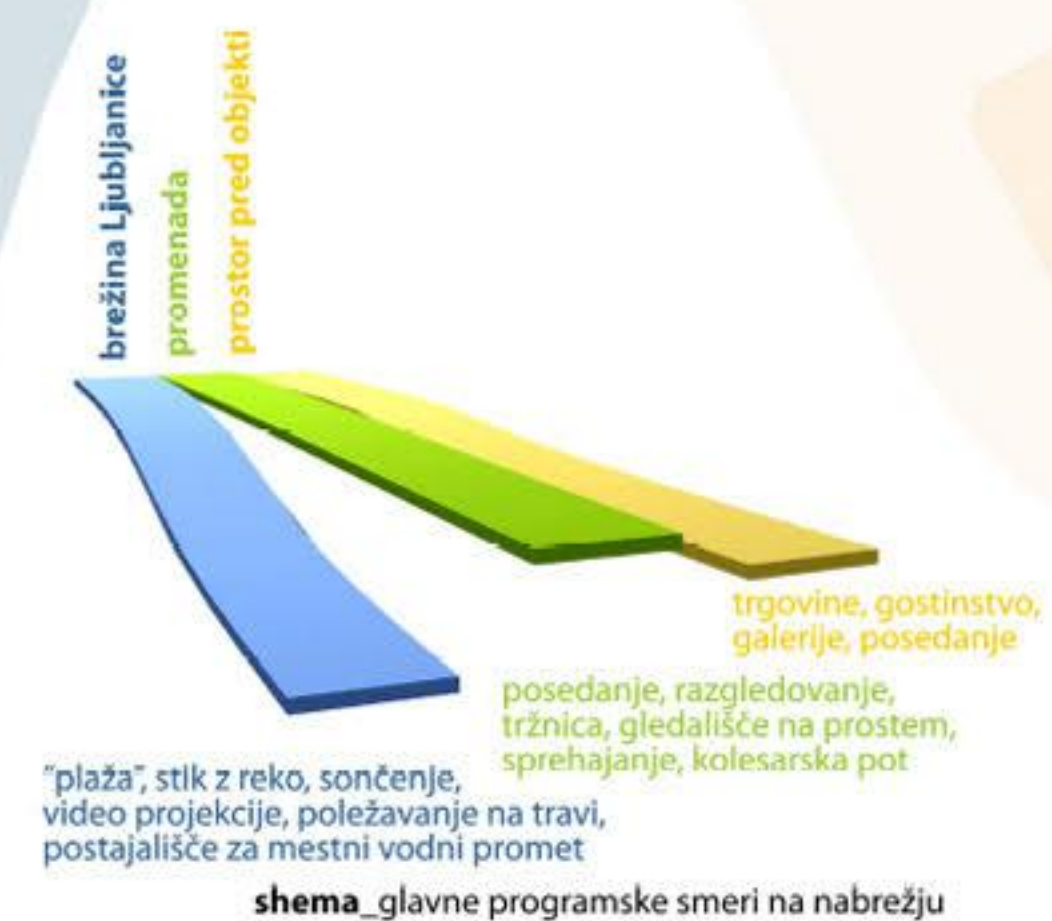 brežina Ljubljanice
promenada
prostor pred objekti
trgovine, gostinstvo,
galerije, posedanje
posedanje, razgledovanje,
tržnica, gledališče na prostem,
sprehajanje, kolesarska pot
"plaža", stik z reko, sončenje,
video projekcije, poležavanje na travi,
postajališče za mestni vodni promet
shema_glavne programske smeri na nabrežju